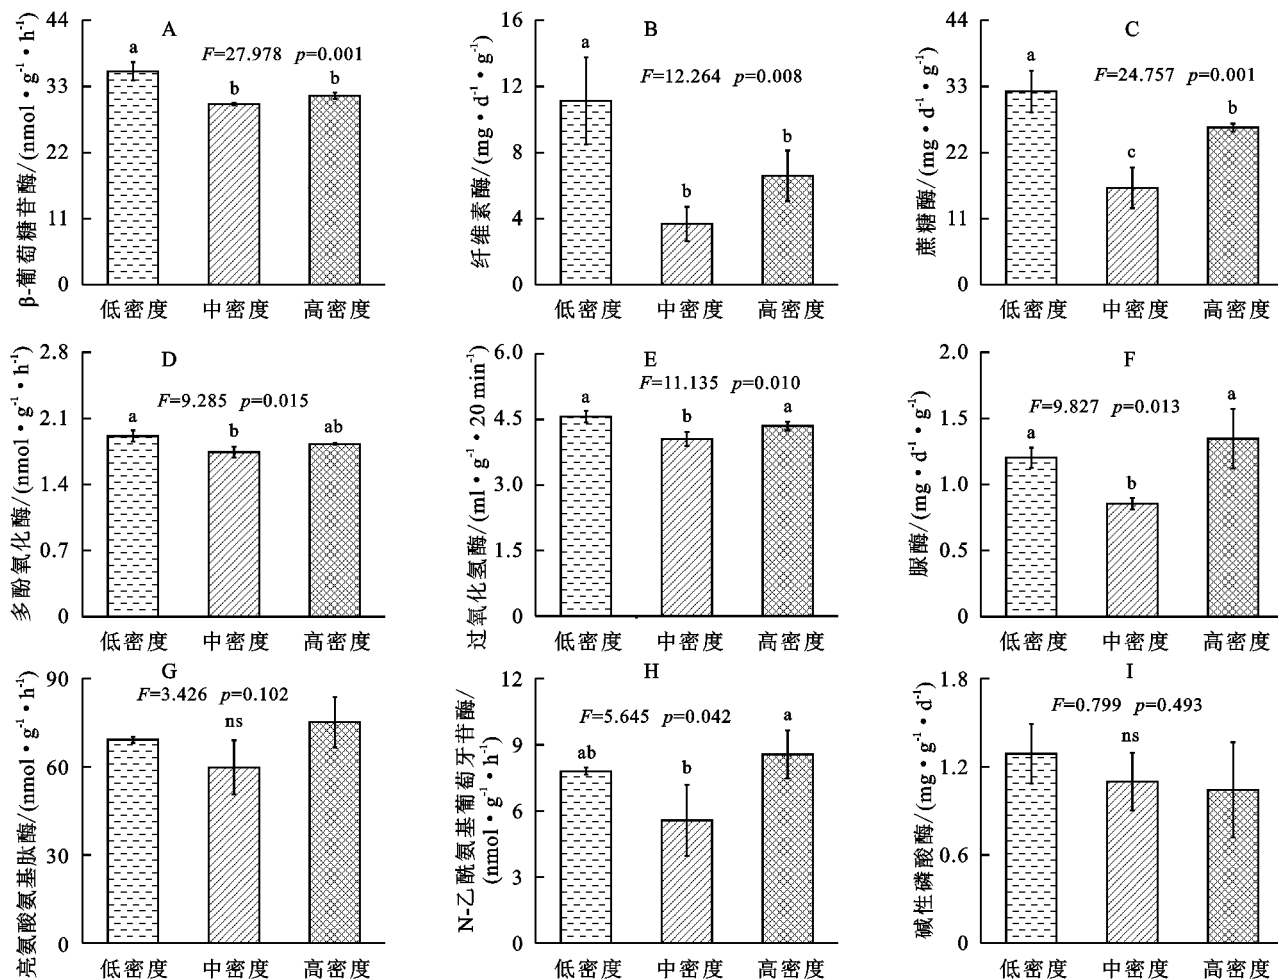 A
F=27.978 p=0.001
β-葡萄糖苷酶/(nmol·g⁻¹·h⁻¹)
44
33
22
11
0
a
b
b
低密度
中密度
高密度
B
F=12.264 p=0.008
纤维素酶/(mg·d⁻¹·g⁻¹)
16
12
8
4
0
a
b
b
低密度
中密度
高密度
C
F=24.757 p=0.001
蔗糖酶/(mg·d⁻¹·g⁻¹)
44
33
22
11
0
a
c
b
低密度
中密度
高密度
D
F=9.285 p=0.015
多酚氧化酶/(nmol·g⁻¹·h⁻¹)
2.8
2.1
1.4
0.7
0
a
b
ab
低密度
中密度
高密度
E
F=11.135 p=0.010
过氧化氢酶/(ml·g⁻¹·20 min⁻¹)
6.0
4.5
3.0
1.5
0
a
b
a
低密度
中密度
高密度
F
F=9.827 p=0.013
脲酶/(mg·d⁻¹·g⁻¹)
2.0
1.5
1.0
0.5
0
a
b
a
低密度
中密度
高密度
G
F=3.426 p=0.102
亮氨酸氨基肽酶/(nmol·g⁻¹·h⁻¹)
90
60
30
0
ns
低密度
中密度
高密度
H
F=5.645 p=0.042
N-乙酰氨基葡萄牙苷酶/
(nmol·g⁻¹·h⁻¹)
12
9
6
3
0
ab
b
a
低密度
中密度
高密度
I
F=0.799 p=0.493
碱性磷酸酶/(mg·g⁻¹·d⁻¹)
1.8
1.2
0.6
0
ns
低密度
中密度
高密度